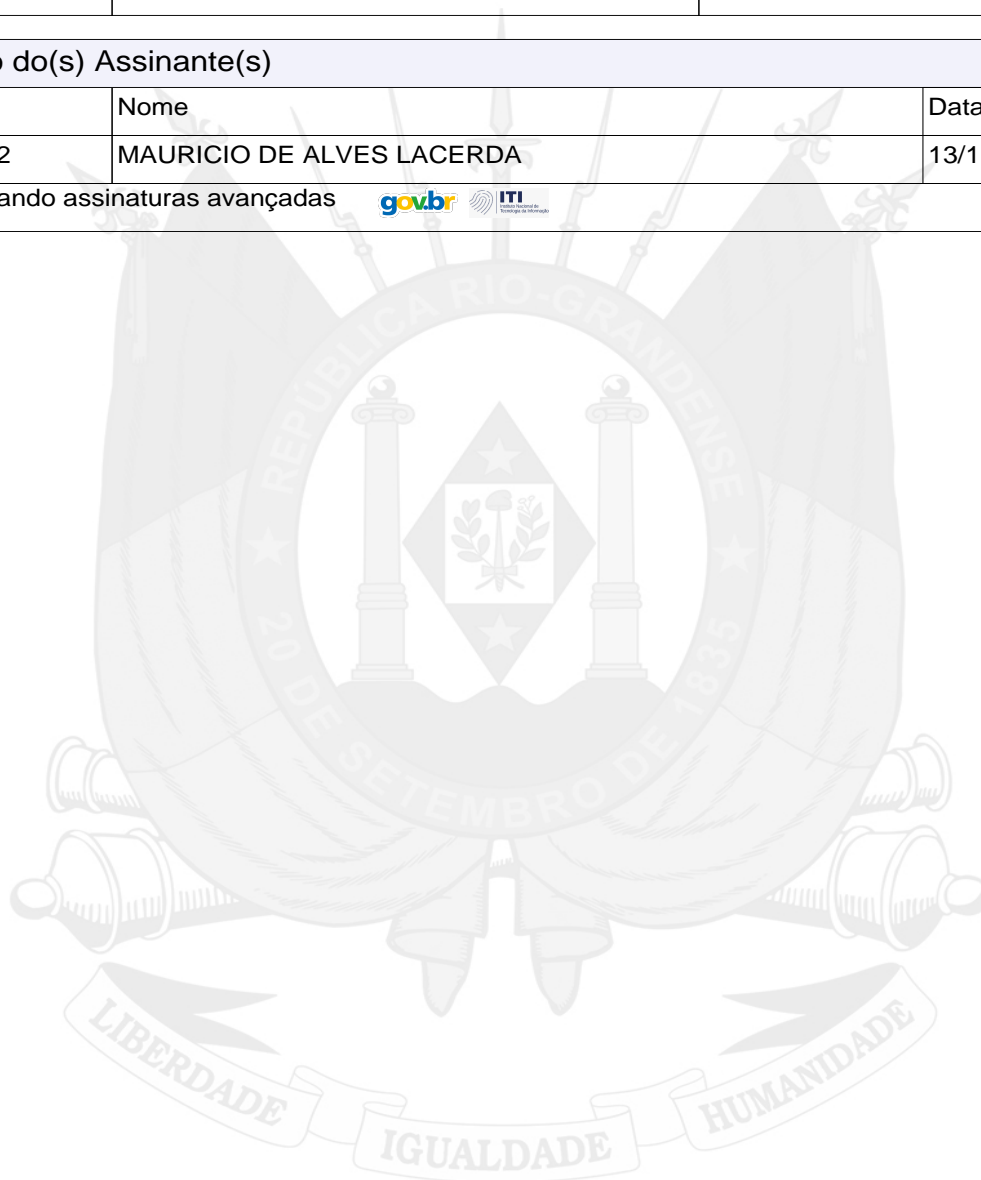 o do(s) Assinante(s)
Nome Data
2 MAURICIO DE ALVES LACERDA 13/1
ando assinaturas avançadas gov.br ITI
REPÚBLICA RIO-GRANDENSE
20 DE SETEMBRO DE 1835
LIBERDADE IGUALDADE HUMANIDADE